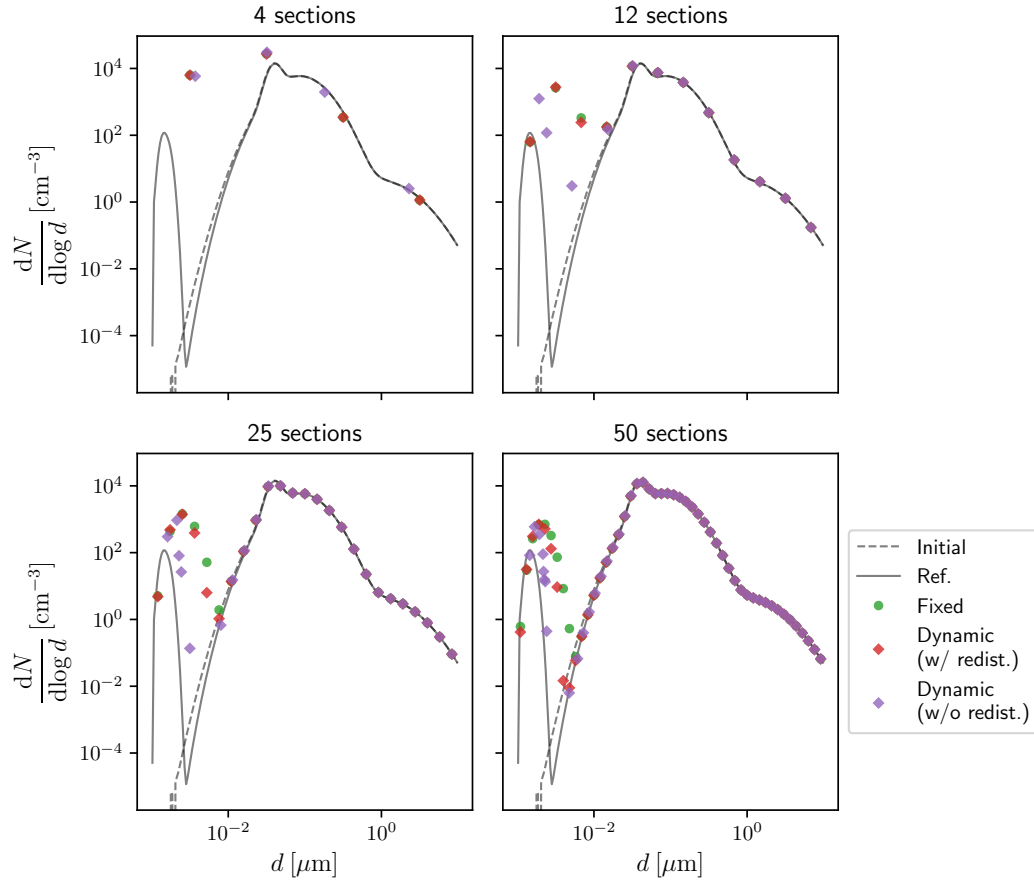 4 sections
12 sections
10^4
10^2
10^0
10^−2
10^−4
dN
dlog d
[cm^−3]
25 sections
50 sections
10^4
10^2
10^0
10^−2
10^−4
dN
dlog d
[cm^−3]
10^−2
10^0
d [μm]
10^−2
10^0
d [μm]
Initial
Ref.
Fixed
Dynamic
(w/ redist.)
Dynamic
(w/o redist.)